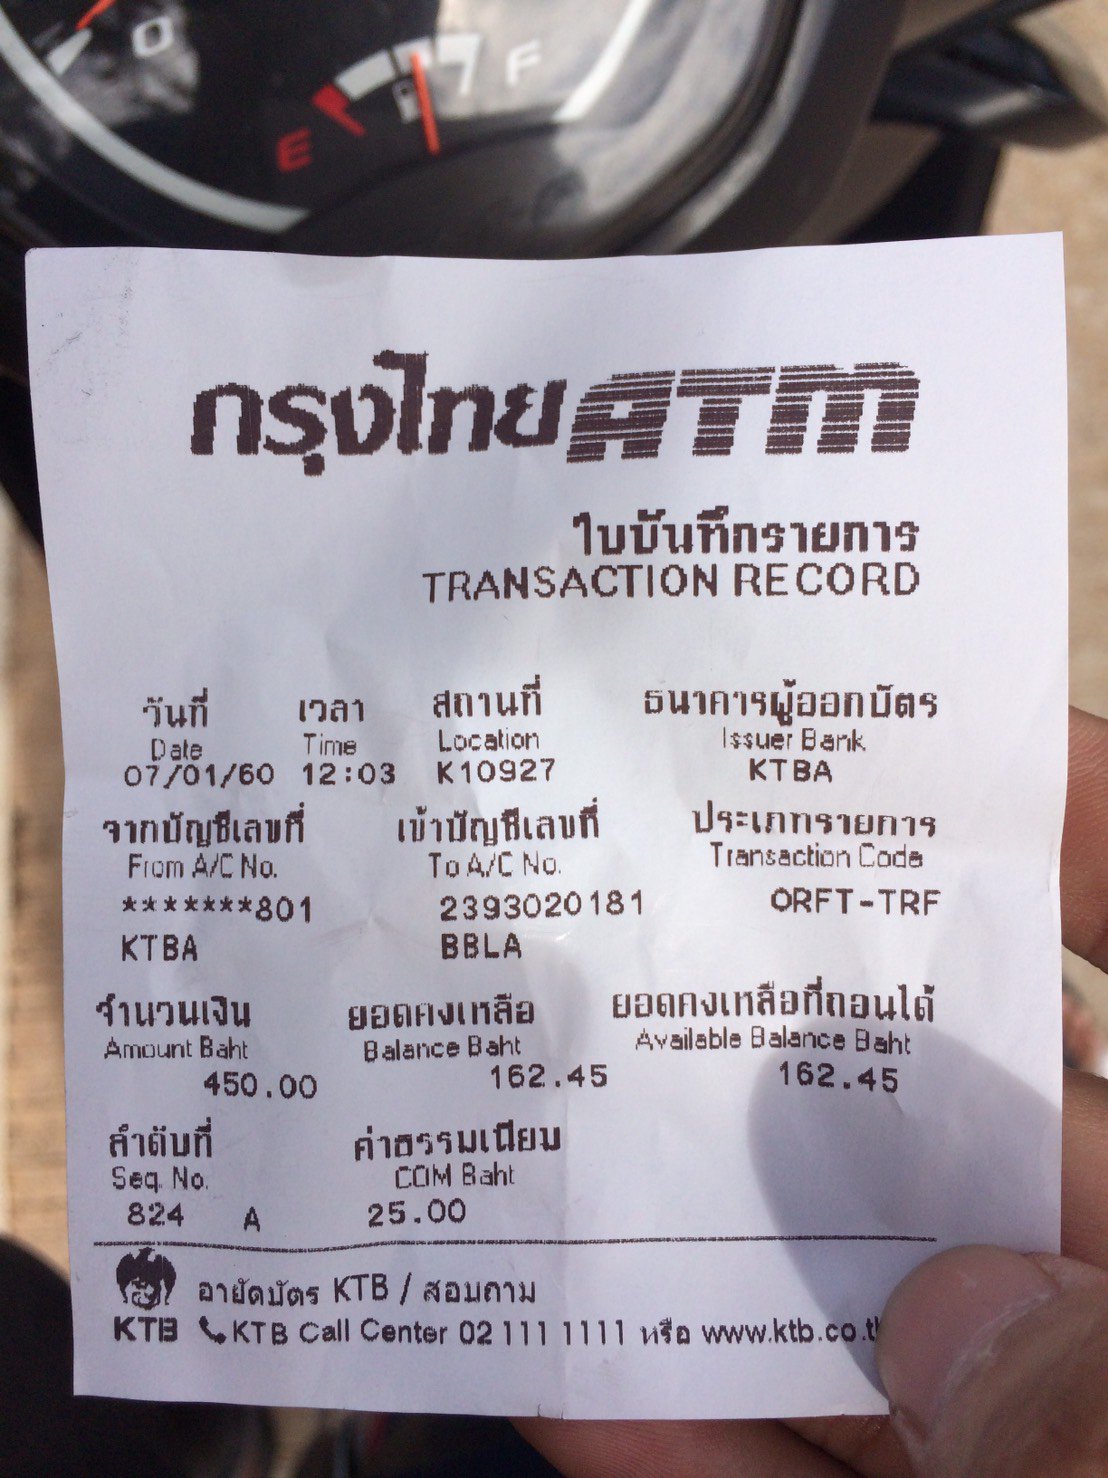 O
E F
กรุงไทย ATM
ใบบันทึกรายการ
TRANSACTION RECORD
วันที่ เวลา สถานที่ ธนาคารผู้ออกบัตร
Date Time Location Issuer Bank
07/01/60 12:03 K10927 KTBA
จากบัญชีเลขที่ เข้าบัญชีเลขที่ ประเภทรายการ
From A/C No. To A/C No. Transaction Code
*******801 2393020181 ORFT-TRF
KTBA BBLA
จำนวนเงิน ยอดคงเหลือ ยอดคงเหลือที่ถอนได้
Amount Baht Balance Baht Available Balance Baht
450.00 162.45 162.45
ลำดับที่ ค่าธรรมเนียม
Seq. No. COM Baht
824 A 25.00
อายัดบัตร KTB / สอบถาม
KTB KTB Call Center 02 111 1111 หรือ www.ktb.co.th